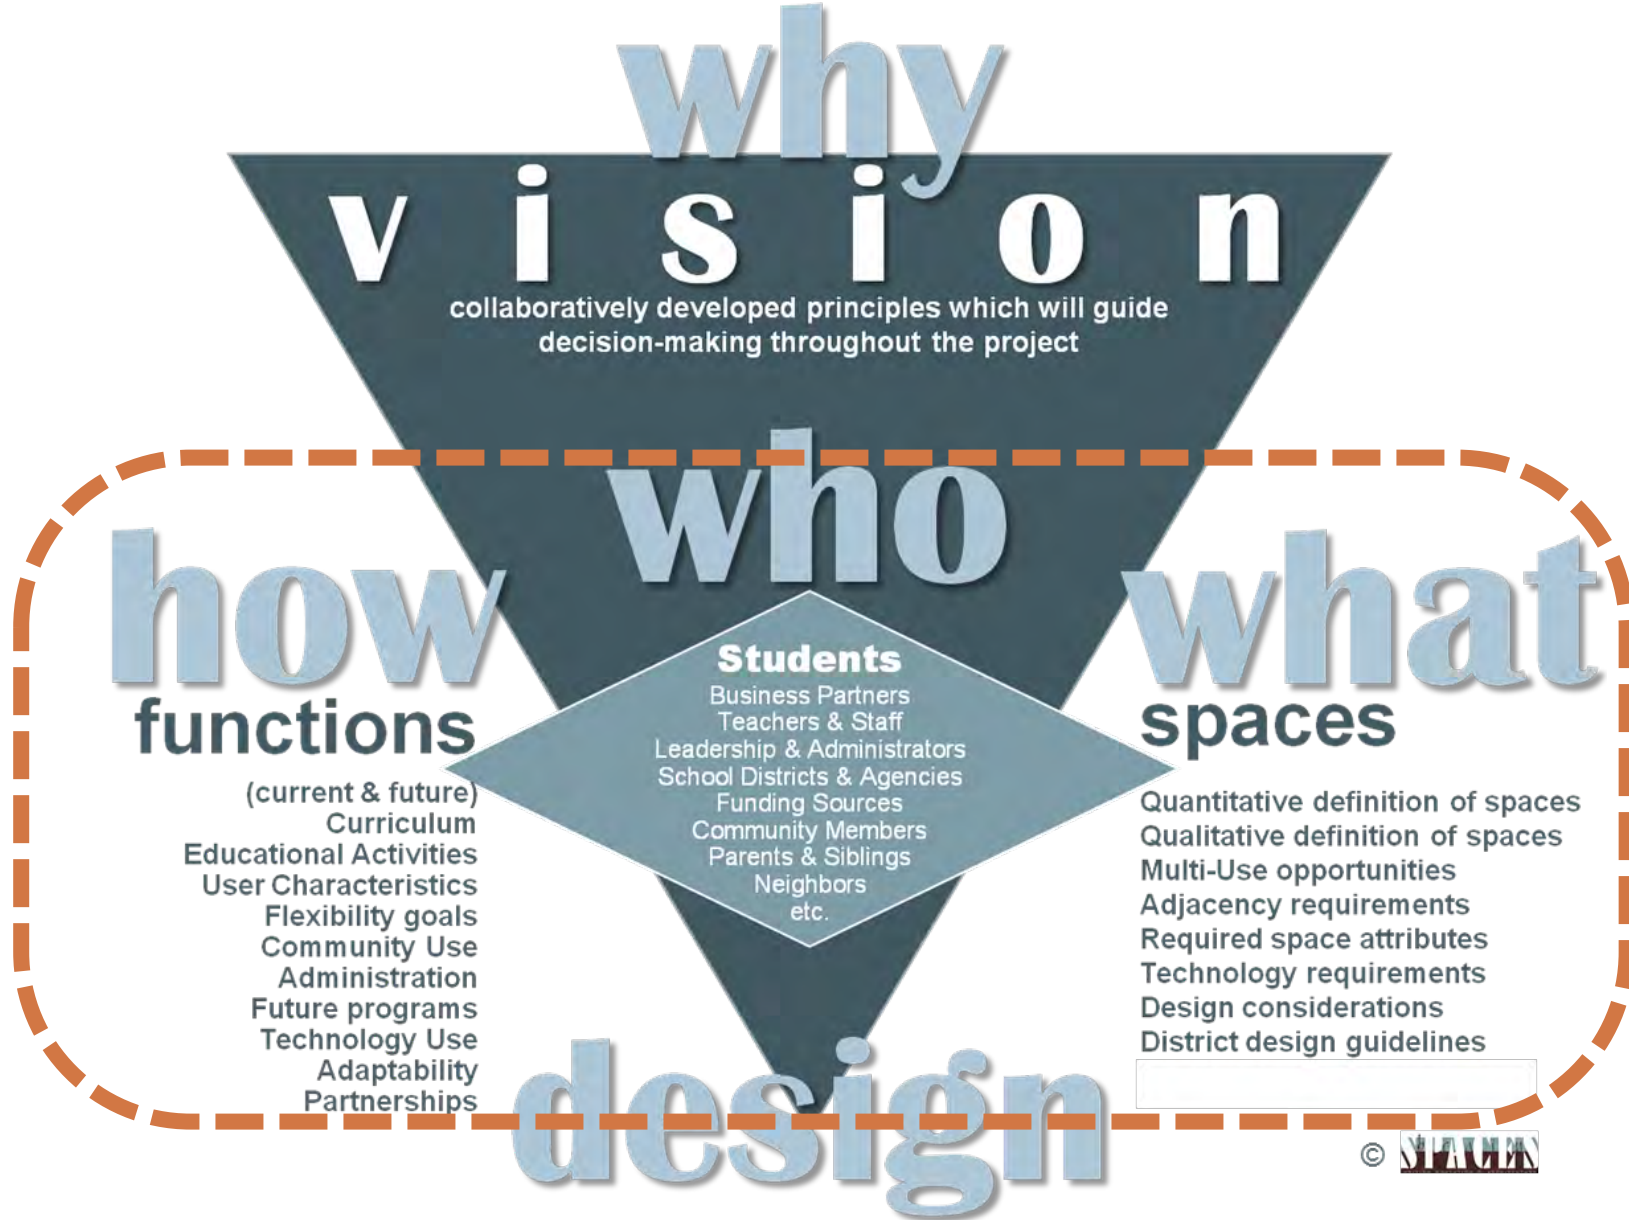 why
vision
collaboratively developed principles which will guide
decision-making throughout the project
who
Students
Business Partners
Teachers & Staff
Leadership & Administrators
School Districts & Agencies
Funding Sources
Community Members
Parents & Siblings
Neighbors
etc.
how
functions
(current & future)
Curriculum
Educational Activities
User Characteristics
Flexibility goals
Community Use
Administration
Future programs
Technology Use
Adaptability
Partnerships
what
spaces
Quantitative definition of spaces
Qualitative definition of spaces
Multi-Use opportunities
Adjacency requirements
Required space attributes
Technology requirements
Design considerations
District design guidelines
design
© SPACES